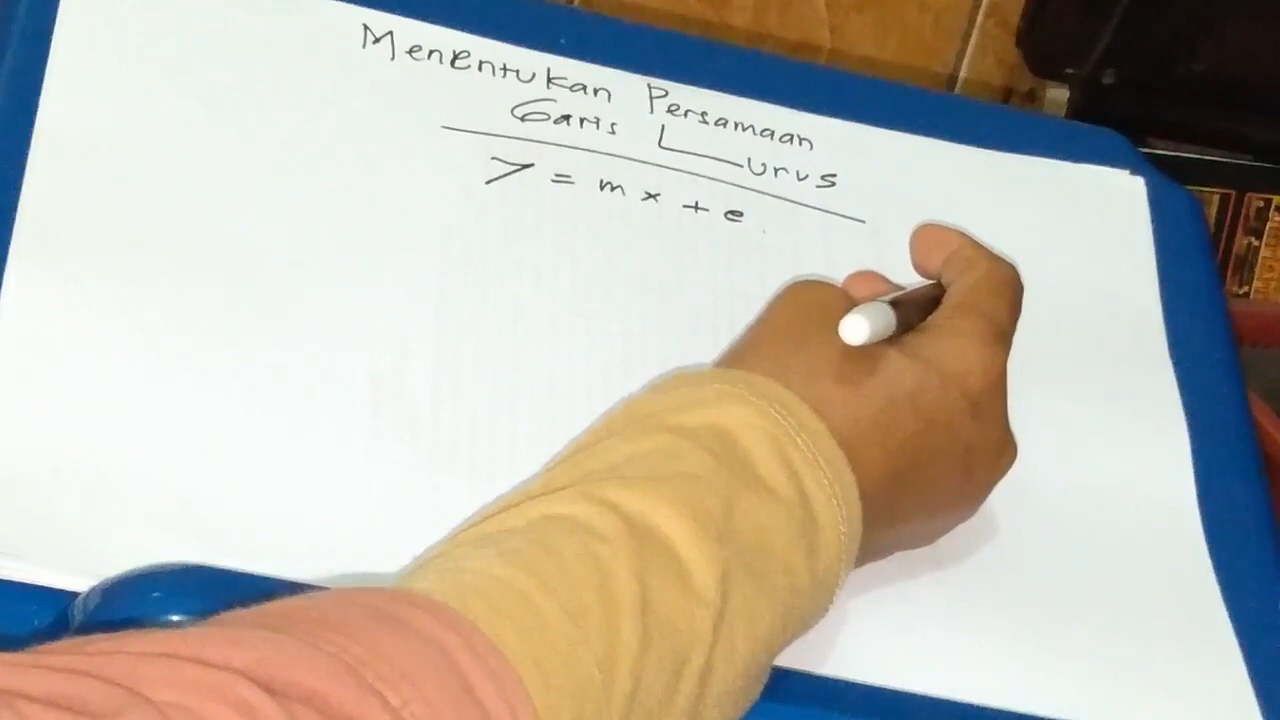 Menentukan Persamaan
Garis Lurus
y = mx + e